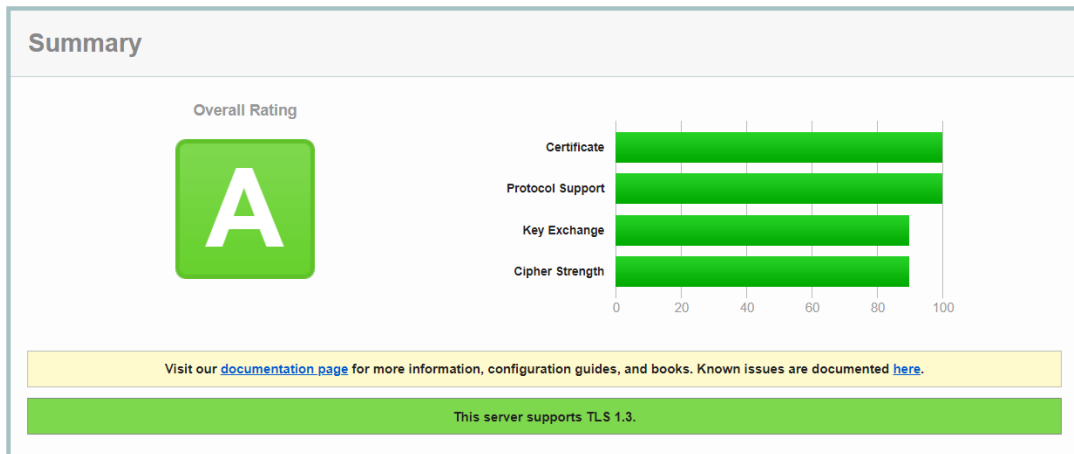 Summary
Overall Rating
A
Certificate
Protocol Support
Key Exchange
Cipher Strength
0 20 40 60 80 100
Visit our documentation page for more information, configuration guides, and books. Known issues are documented here.
This server supports TLS 1.3.